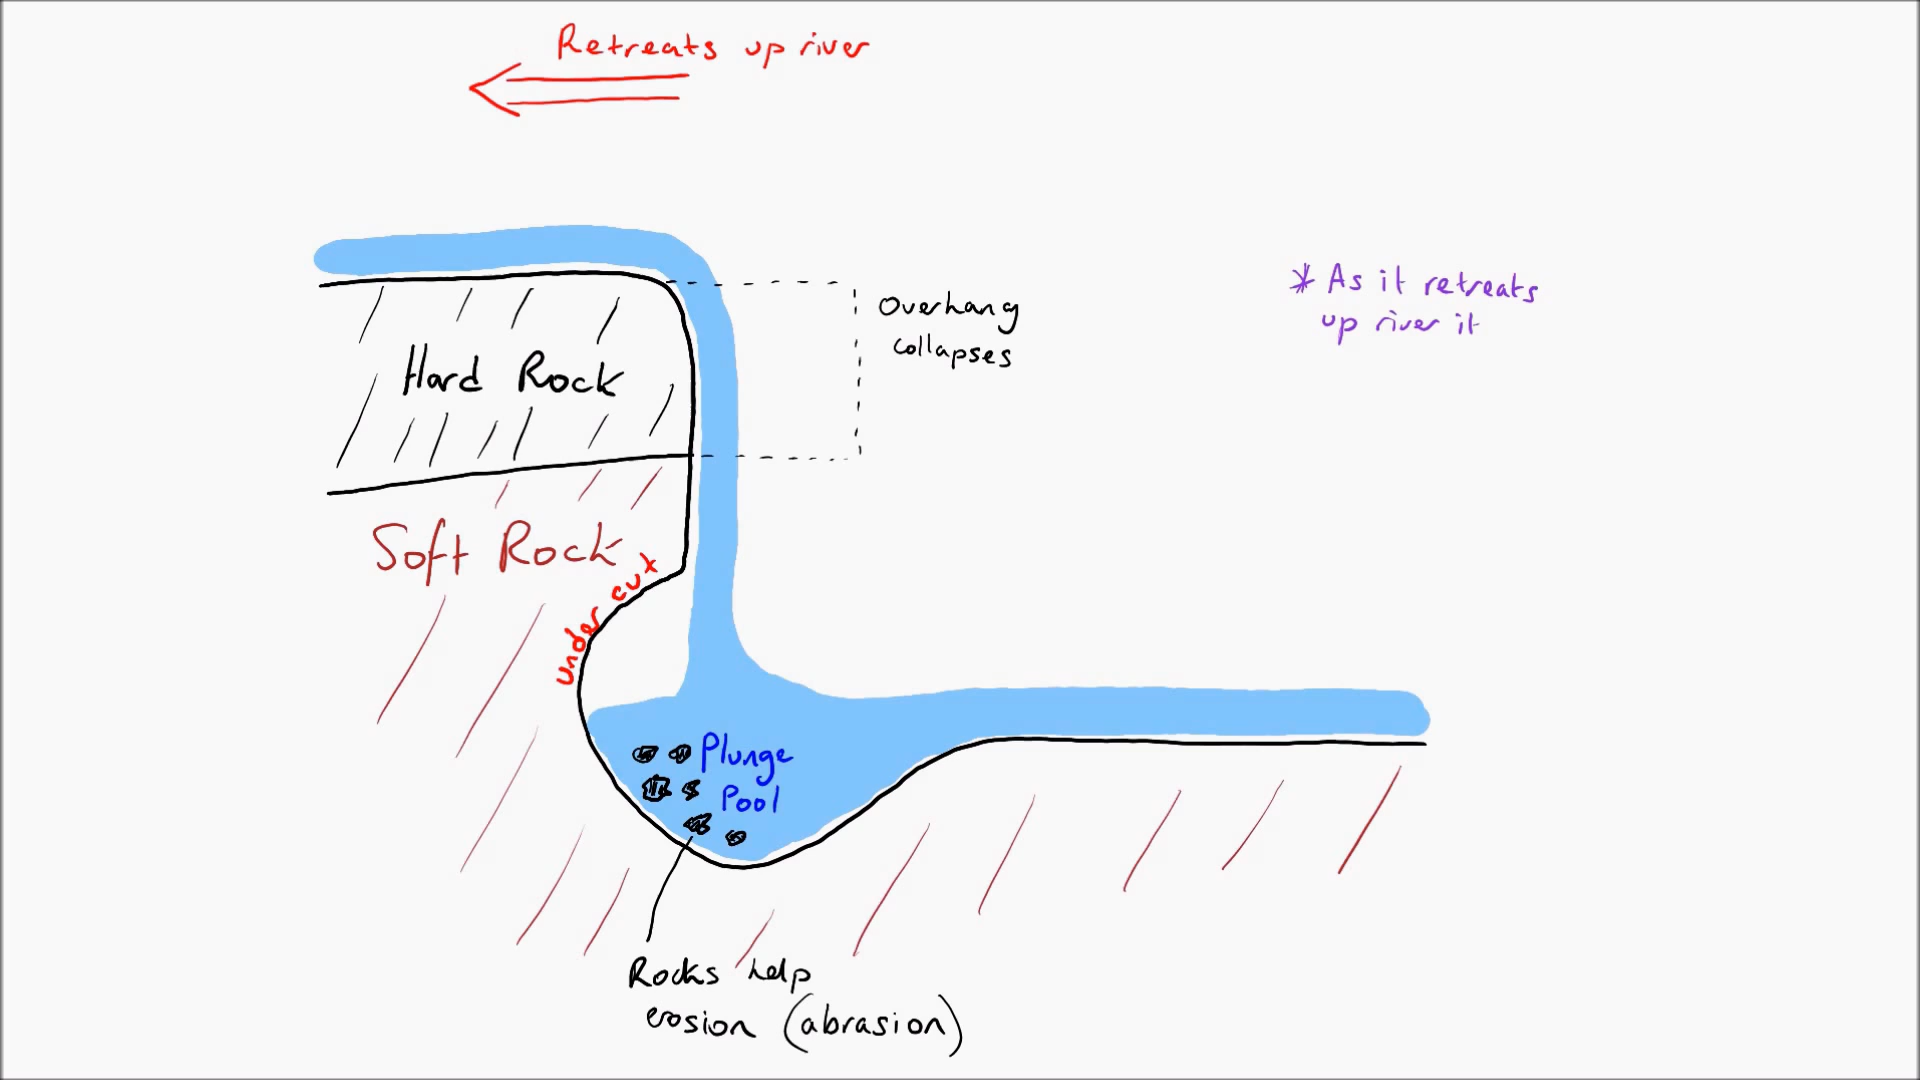 Retreats up river
Overhang
collapses
* As it retreats
up river it
Hard Rock
Soft Rock
under cut
Plunge
Pool
Rocks help
erosion (abrasion)